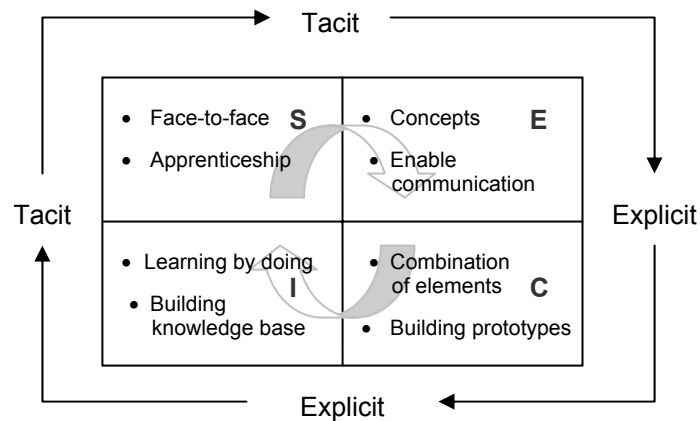 Tacit
• Face-to-face S
• Apprenticeship
• Concepts E
• Enable
communication
Tacit
Explicit
• Learning by doing
I
• Building
knowledge base
• Combination
of elements C
• Building prototypes
Explicit